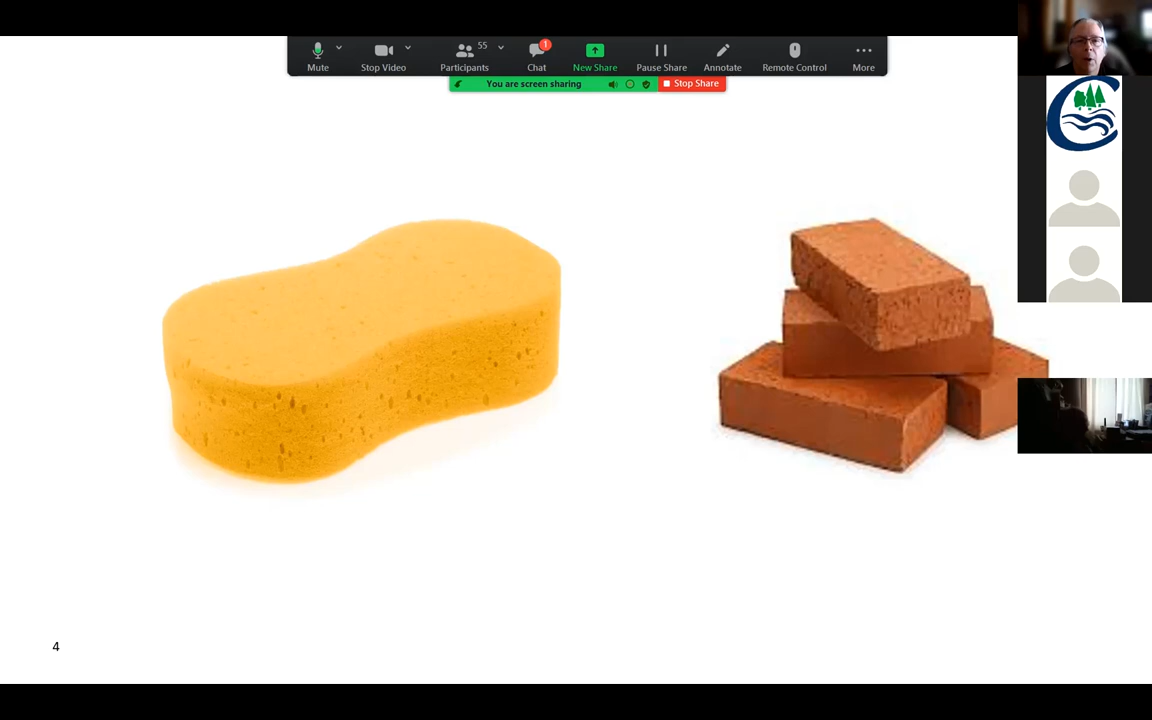 55
1
Mute
Stop Video
Participants
Chat
New Share
Pause Share
Annotate
Remote Control
More
You are screen sharing
Stop Share
4